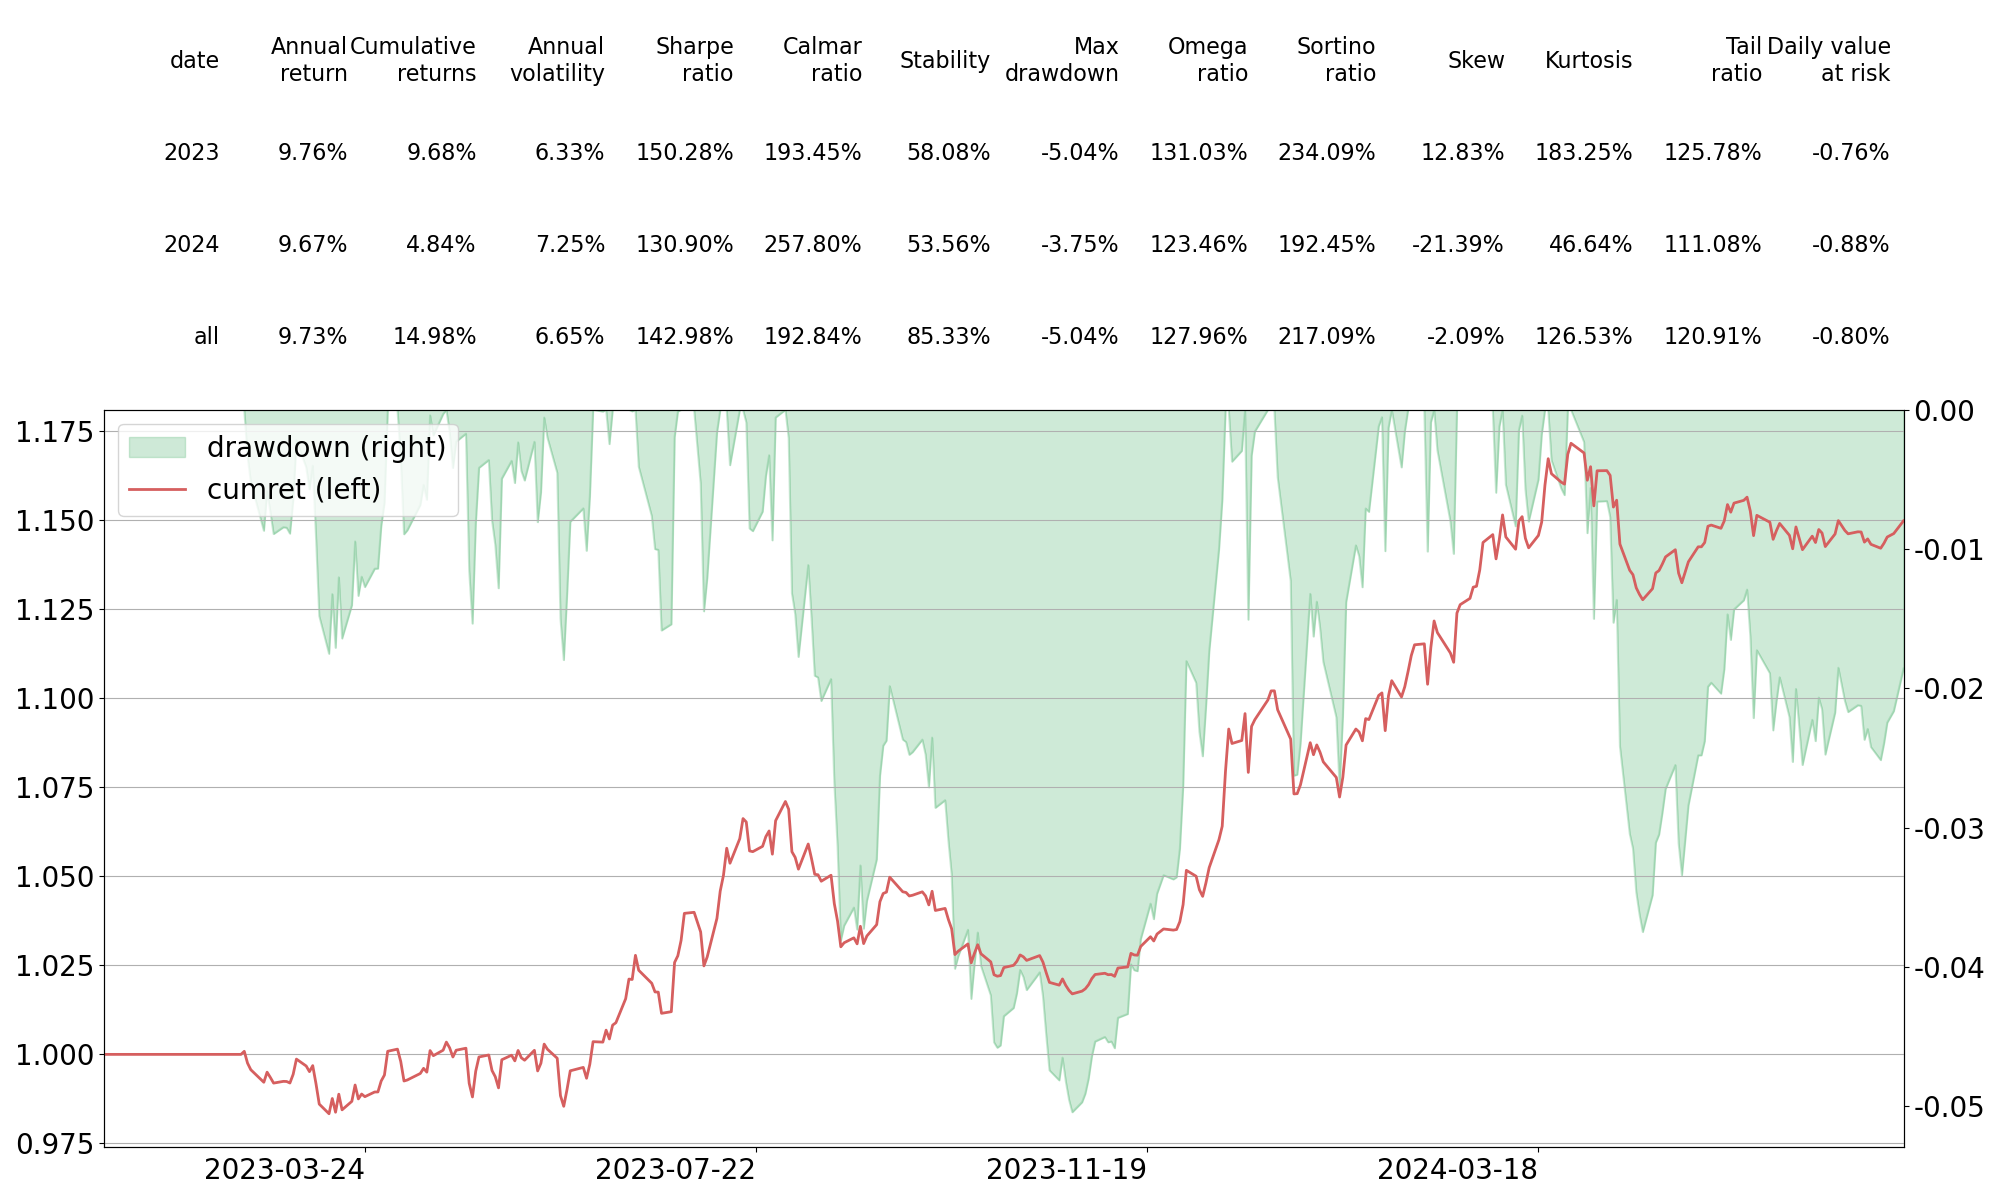 date Annual return Cumulative returns Annual volatility Sharpe ratio Calmar ratio Stability Max drawdown Omega ratio Sortino ratio Skew Kurtosis Tail ratio Daily value at risk
2023 9.76% 9.68% 6.33% 150.28% 193.45% 58.08% -5.04% 131.03% 234.09% 12.83% 183.25% 125.78% -0.76%
2024 9.67% 4.84% 7.25% 130.90% 257.80% 53.56% -3.75% 123.46% 192.45% -21.39% 46.64% 111.08% -0.88%
all 9.73% 14.98% 6.65% 142.98% 192.84% 85.33% -5.04% 127.96% 217.09% -2.09% 126.53% 120.91% -0.80%
drawdown (right)
cumret (left)
1.175
1.150
1.125
1.100
1.075
1.050
1.025
1.000
0.975
0.00
-0.01
-0.02
-0.03
-0.04
-0.05
2023-03-24 2023-07-22 2023-11-19 2024-03-18